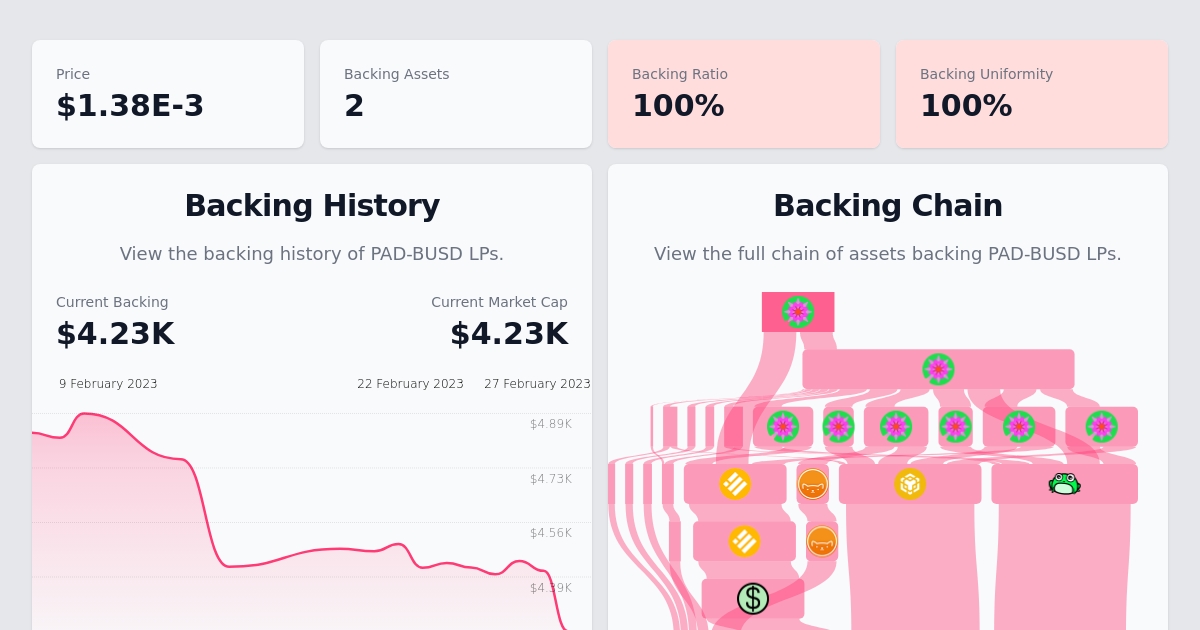 Price
$1.38E-3
Backing Assets
2
Backing Ratio
100%
Backing Uniformity
100%
Backing History
View the backing history of PAD-BUSD LPs.
Current Backing
$4.23K
Current Market Cap
$4.23K
9 February 2023
22 February 2023
27 February 2023
$4.89K
$4.73K
$4.56K
$4.39K
Backing Chain
View the full chain of assets backing PAD-BUSD LPs.
$